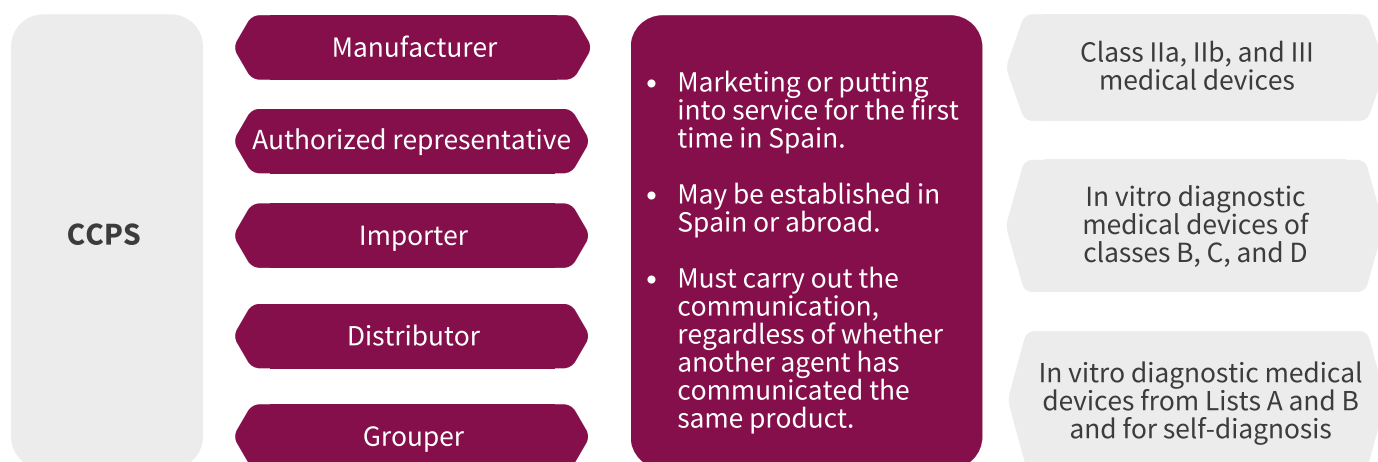 CCPS
Manufacturer
Authorized representative
Importer
Distributor
Grouper
• Marketing or putting
into service for the first
time in Spain.
• May be established in
Spain or abroad.
• Must carry out the
communication,
regardless of whether
another agent has
communicated the
same product.
Class IIa, IIb, and III
medical devices
In vitro diagnostic
medical devices of
classes B, C, and D
In vitro diagnostic medical
devices from Lists A and B
and for self-diagnosis